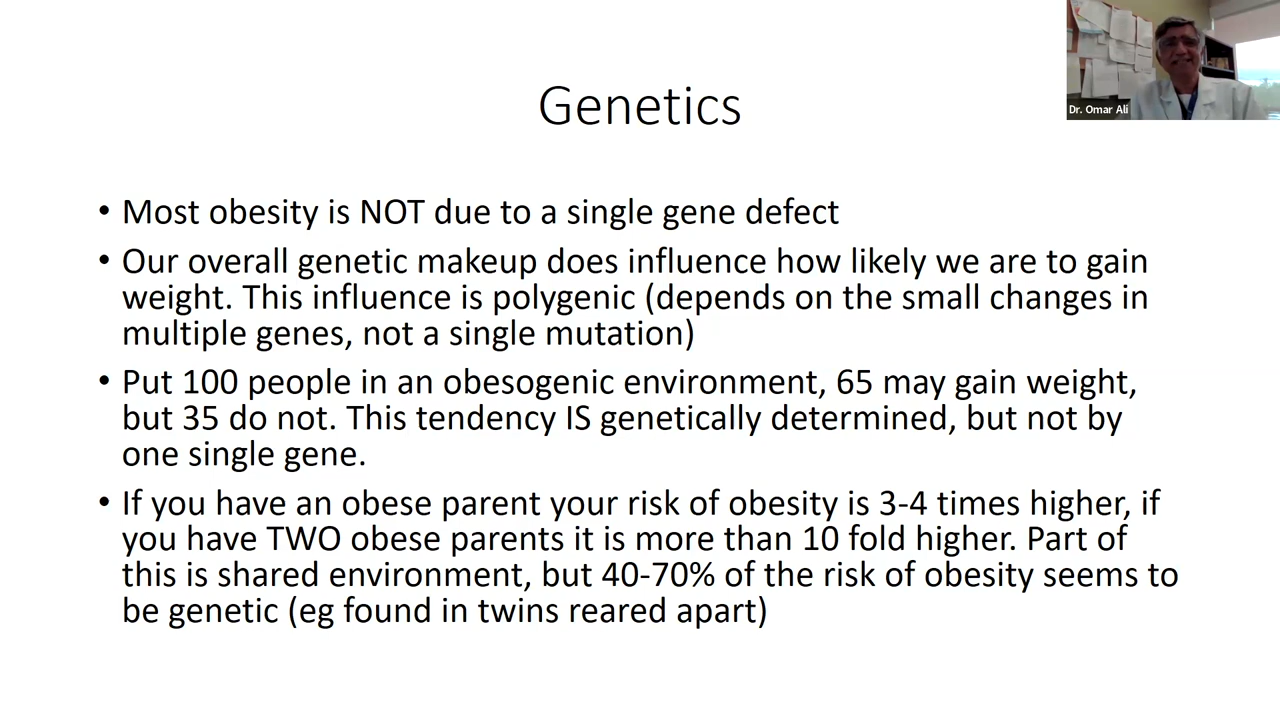 Genetics
Dr. Omar Ali
• Most obesity is NOT due to a single gene defect
• Our overall genetic makeup does influence how likely we are to gain
weight. This influence is polygenic (depends on the small changes in
multiple genes, not a single mutation)
• Put 100 people in an obesogenic environment, 65 may gain weight,
but 35 do not. This tendency IS genetically determined, but not by
one single gene.
• If you have an obese parent your risk of obesity is 3-4 times higher, if
you have TWO obese parents it is more than 10 fold higher. Part of
this is shared environment, but 40-70% of the risk of obesity seems to
be genetic (eg found in twins reared apart)